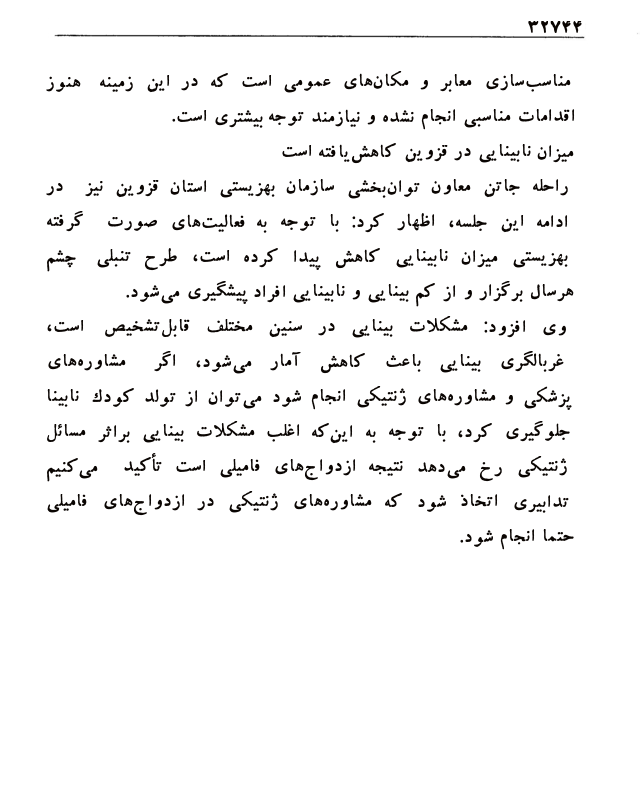 ۳۲۷۴۴
مناسب‌سازی معابر و مکان‌های عمومی است که در این زمینه هنوز
اقدامات مناسبی انجام نشده و نیازمند توجه بیشتری است.
میزان نابینایی در قزوین کاهش‌یافته است
راحله جاتن معاون توان‌بخشی سازمان بهزیستی استان قزوین نیز در
ادامه این جلسه، اظهار کرد: با توجه به فعالیت‌های صورت گرفته
بهزیستی میزان نابینایی کاهش پیدا کرده است، طرح تنبلی چشم
هرسال برگزار و از کم بینایی و نابینایی افراد پیشگیری می‌شود.
وی افزود: مشکلات بینایی در سنین مختلف قابل‌تشخیص است،
غربالگری بینایی باعث کاهش آمار می‌شود، اگر مشاوره‌های
پزشکی و مشاوره‌های ژنتیکی انجام شود می‌توان از تولد کودك نابینا
جلوگیری کرد، با توجه به این‌که اغلب مشکلات بینایی براثر مسائل
ژنتیکی رخ می‌دهد نتیجه ازدواج‌های فامیلی است تأکید می‌کنیم
تدابیری اتخاذ شود که مشاوره‌های ژنتیکی در ازدواج‌های فامیلی
حتما انجام شود.